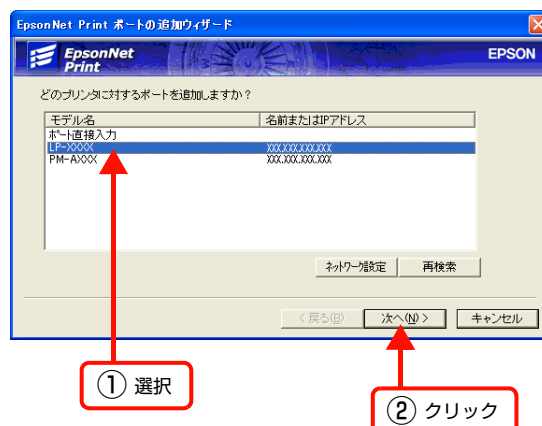 EpsonNet Print ポートの追加ウィザード
EpsonNet
Print
EPSON
どのプリンタに対するポートを追加しますか？
モデル名 名前またはIPアドレス
ポート直接入力
LP-XXXX XXX.XXX.XXX.XXX
PM-AXXX XXX.XXX.XXX.XXX
ネットワーク設定 再検索
< 戻る(B) 次へ(N) > キャンセル
① 選択
② クリック